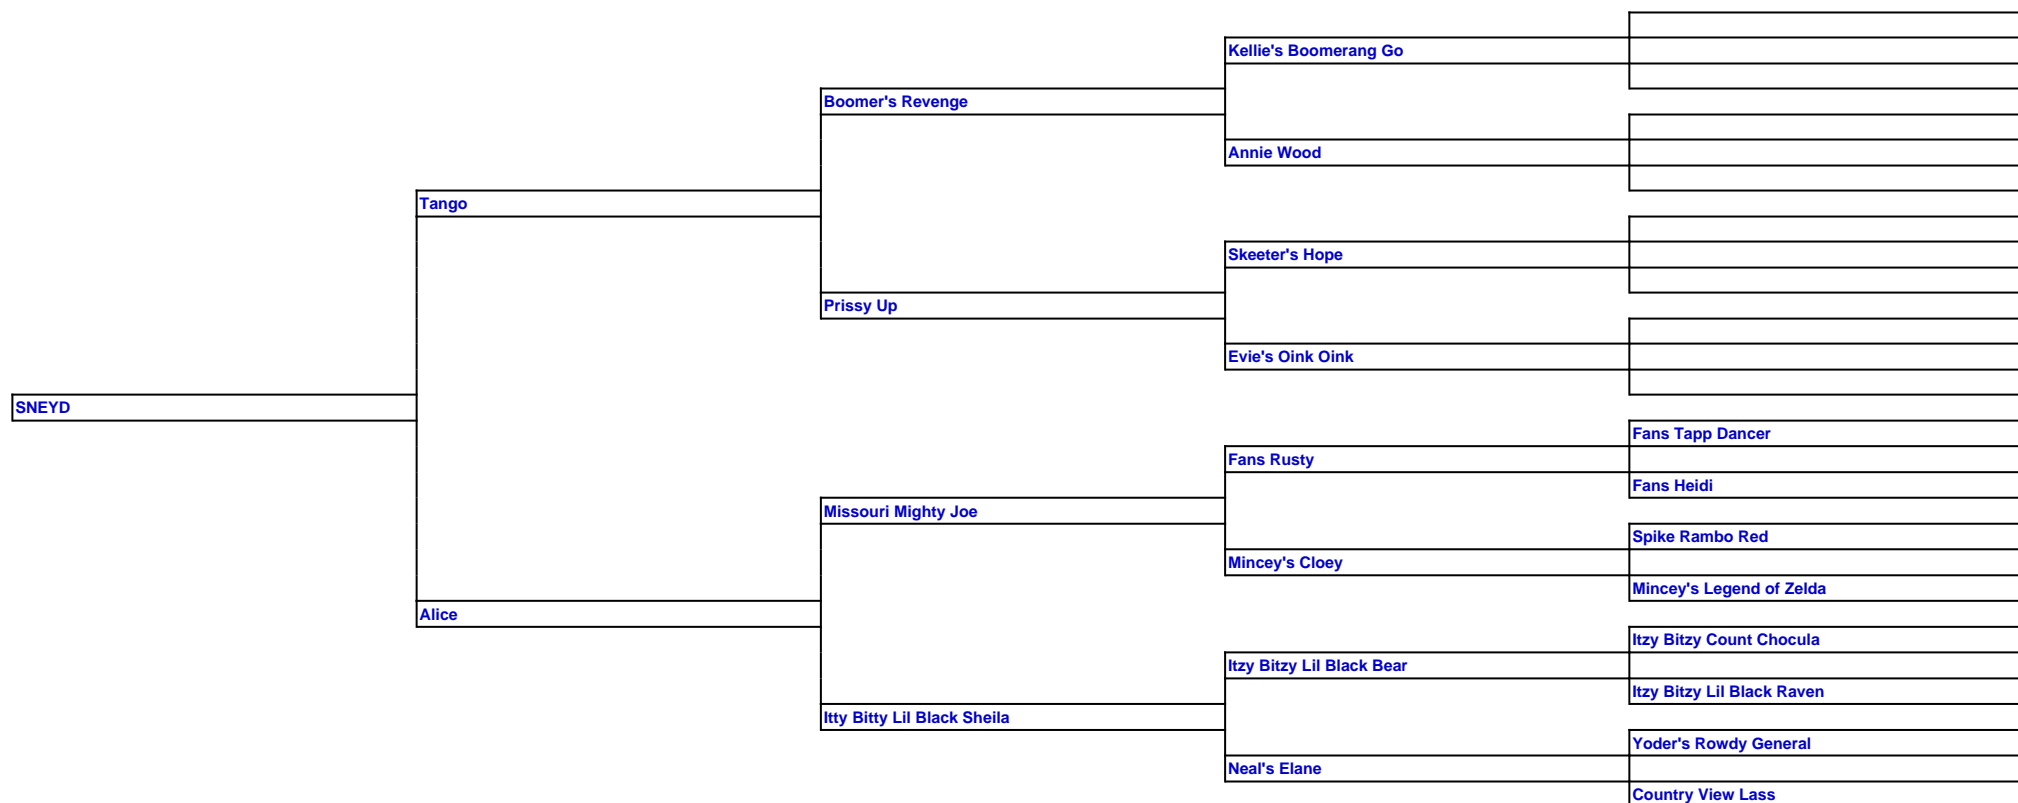 Kellie's Boomerang Go
Boomer's Revenge
Annie Wood
Tango
Skeeter's Hope
Prissy Up
Evie's Oink Oink
SNEYD
Fans Tapp Dancer
Fans Rusty
Fans Heidi
Missouri Mighty Joe
Spike Rambo Red
Mincey's Cloey
Mincey's Legend of Zelda
Alice
Itzy Bitzy Count Chocula
Itzy Bitzy Lil Black Bear
Itzy Bitzy Lil Black Raven
Itty Bitty Lil Black Sheila
Yoder's Rowdy General
Neal's Elane
Country View Lass